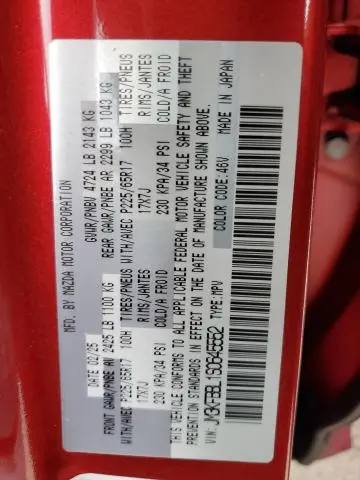 MFD. BY MAZDA MOTOR CORPORATION
DATE 02/25 GVWR/PNBV 4724 LB 2143 KG
FRONT GAWR/PNBE AV 2425 LB 1100 KG REAR GAWR/PNBE AR 2299 LB 1043 KG
WITH/AVEC P225/65R17 100H TIRES/PNEUS WITH/AVEC P225/65R17 100H TIRES/PNEUS
17X7J RIMS/JANTES 17X7J RIMS/JANTES
230 KPA/34 PSI COLD/A FROID 230 KPA/34 PSI COLD/A FROID
THIS VEHICLE CONFORMS TO ALL APPLICABLE FEDERAL MOTOR VEHICLE SAFETY AND THEFT
PREVENTION STANDARDS IN EFFECT ON THE DATE OF MANUFACTURE SHOWN ABOVE.
VIN: TYPE: MPV COLOR CODE: 46V MADE IN JAPAN